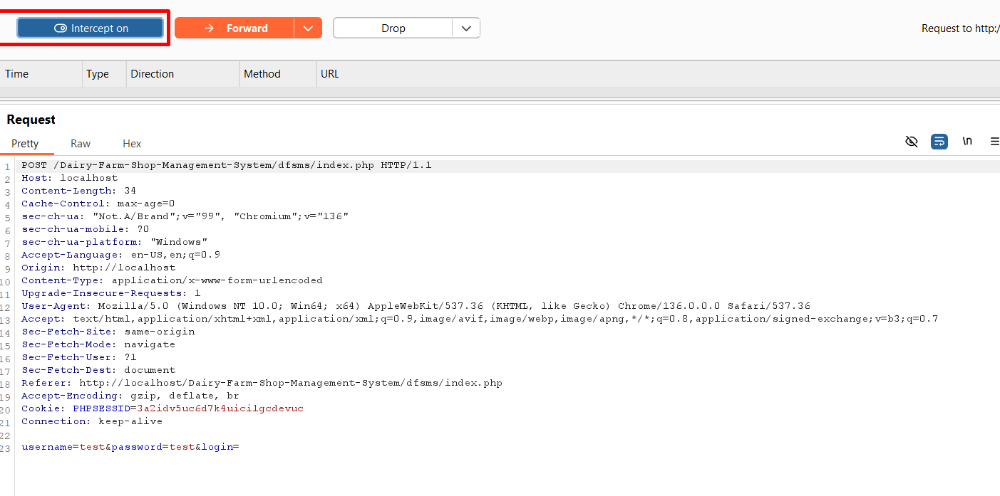 Intercept on Forward Drop Request to http:/
Time Type Direction Method URL
Request
Pretty Raw Hex \n
1 POST /Dairy-Farm-Shop-Management-System/dfsms/index.php HTTP/1.1
2 Host: localhost
3 Content-Length: 34
4 Cache-Control: max-age=0
5 sec-ch-ua: "Not.A/Brand";v="99", "Chromium";v="136"
6 sec-ch-ua-mobile: ?0
7 sec-ch-ua-platform: "Windows"
8 Accept-Language: en-US,en;q=0.9
9 Origin: http://localhost
10 Content-Type: application/x-www-form-urlencoded
11 Upgrade-Insecure-Requests: 1
12 User-Agent: Mozilla/5.0 (Windows NT 10.0; Win64; x64) AppleWebKit/537.36 (KHTML, like Gecko) Chrome/136.0.0.0 Safari/537.36
13 Accept: text/html,application/xhtml+xml,application/xml;q=0.9,image/avif,image/webp,image/apng,*/*;q=0.8,application/signed-exchange;v=b3;q=0.7
14 Sec-Fetch-Site: same-origin
15 Sec-Fetch-Mode: navigate
16 Sec-Fetch-User: ?1
17 Sec-Fetch-Dest: document
18 Referer: http://localhost/Dairy-Farm-Shop-Management-System/dfsms/index.php
19 Accept-Encoding: gzip, deflate, br
20 Cookie: PHPSESSID=3a2idv5uc6d7k4uicilgcdevuc
21 Connection: keep-alive
22
23 username=test&password=test&login=